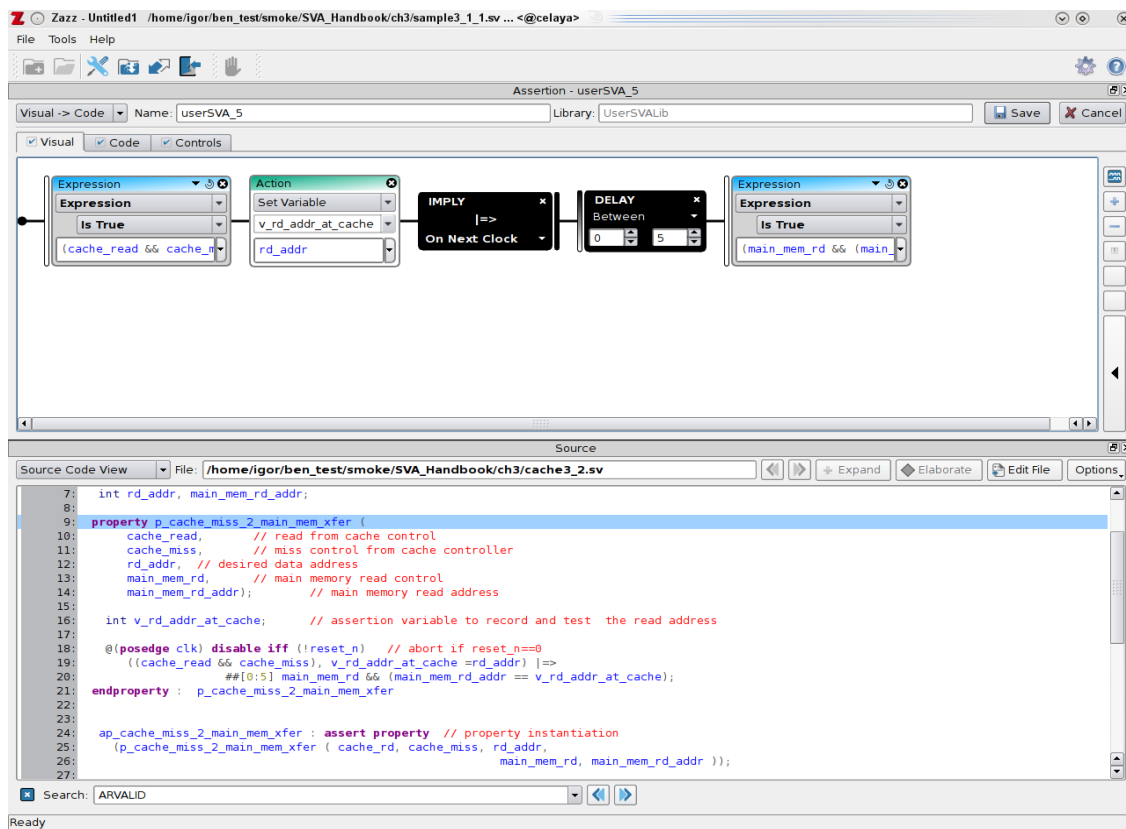 Zazz - Untitled1 /home/igor/ben_test/smoke/SVA_Handbook/ch3/sample3_1_1.sv ... <@celaya>
File Tools Help
Assertion - userSVA_5
Visual -> Code Name: userSVA_5 Library: UserSVALib Save Cancel
Visual Code Controls
Expression Action Expression
Expression Set Variable IMPLY DELAY Expression
Is True v_rd_addr_at_cache |=> Between Is True
(cache_read && cache_m rd_addr On Next Clock 0 5 (main_mem_rd && (main_
Source
Source Code View File: /home/igor/ben_test/smoke/SVA_Handbook/ch3/cache3_2.sv Expand Elaborate Edit File Options
7: int rd_addr, main_mem_rd_addr;
8:
9: property p_cache_miss_2_main_mem_xfer (
10: cache_read, // read from cache control
11: cache_miss, // miss control from cache controller
12: rd_addr, // desired data address
13: main_mem_rd, // main memory read control
14: main_mem_rd_addr); // main memory read address
15:
16: int v_rd_addr_at_cache; // assertion variable to record and test the read address
17:
18: @(posedge clk) disable iff (!reset_n) // abort if reset_n==0
19: ((cache_read && cache_miss), v_rd_addr_at_cache =rd_addr) |=>
20: ##[0:5] main_mem_rd && (main_mem_rd_addr == v_rd_addr_at_cache);
21: endproperty : p_cache_miss_2_main_mem_xfer
22:
23:
24: ap_cache_miss_2_main_mem_xfer : assert property // property instantiation
25: (p_cache_miss_2_main_mem_xfer ( cache_rd, cache_miss, rd_addr,
26: main_mem_rd, main_mem_rd_addr ));
27:
Search: ARVALID
Ready